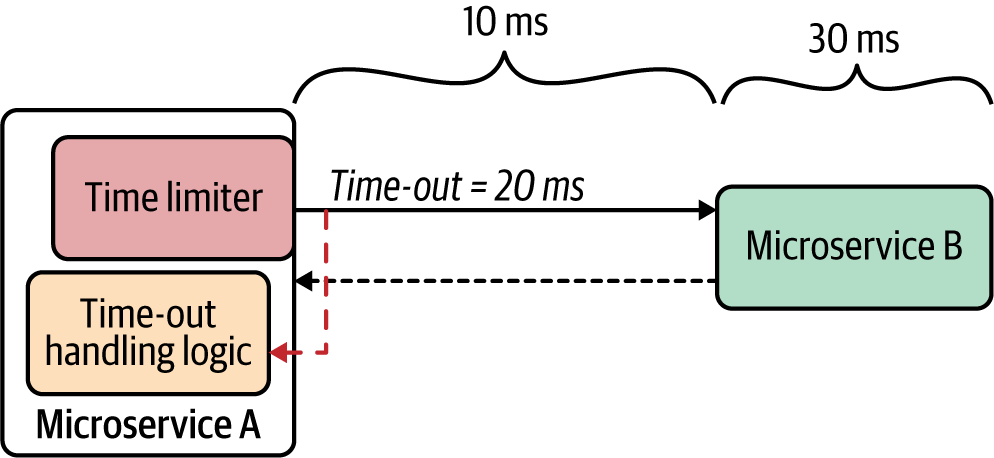 10 ms
30 ms
Time limiter
Time-out = 20 ms
Microservice B
Time-out
handling logic
Microservice A